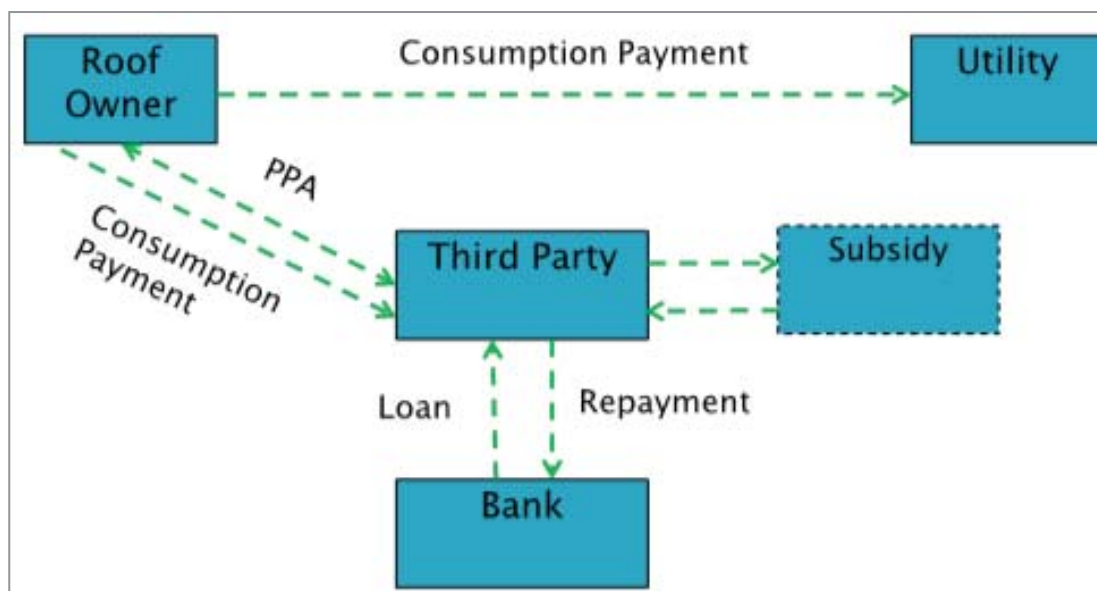 Roof
Owner
Consumption Payment
Utility
PPA
Consumption
Payment
Third Party
Subsidy
Loan
Repayment
Bank